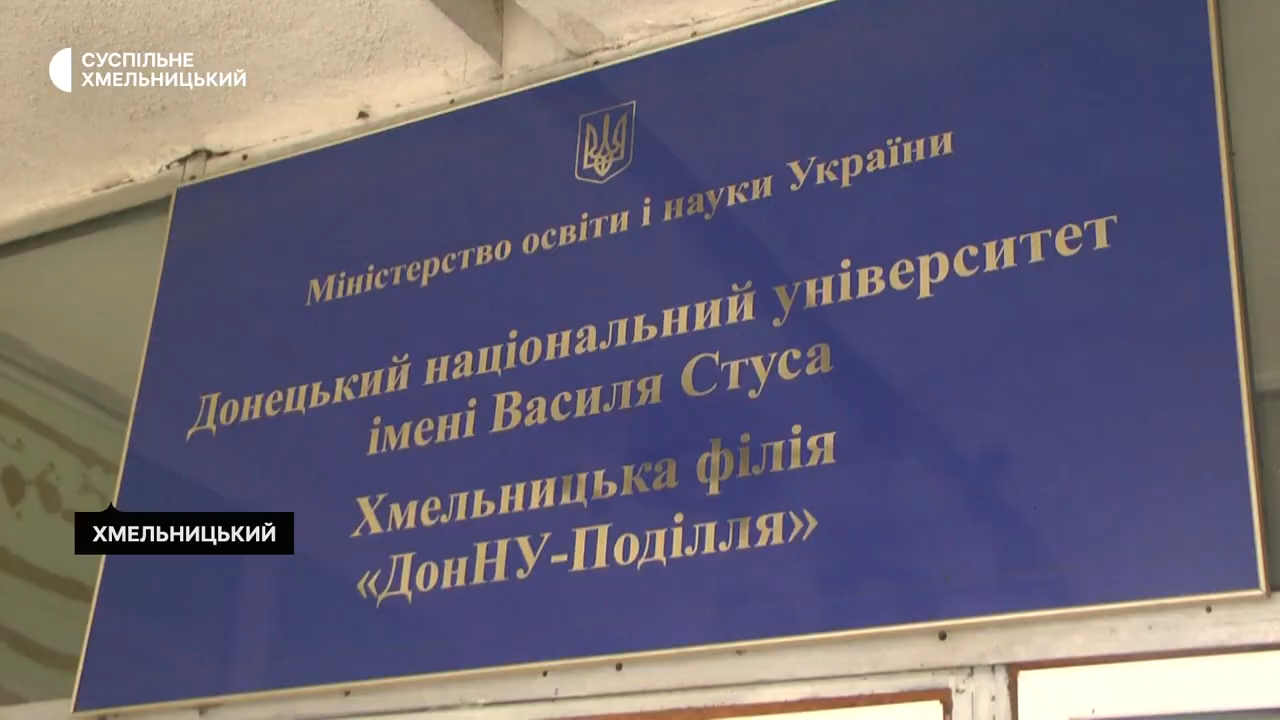 СУСПІЛЬНЕ
ХМЕЛЬНИЦЬКИЙ
Міністерство освіти і науки України
Донецький національний університет
імені Василя Стуса
Хмельницька філія
«ДонНУ-Поділля»
ХМЕЛЬНИЦЬКИЙ